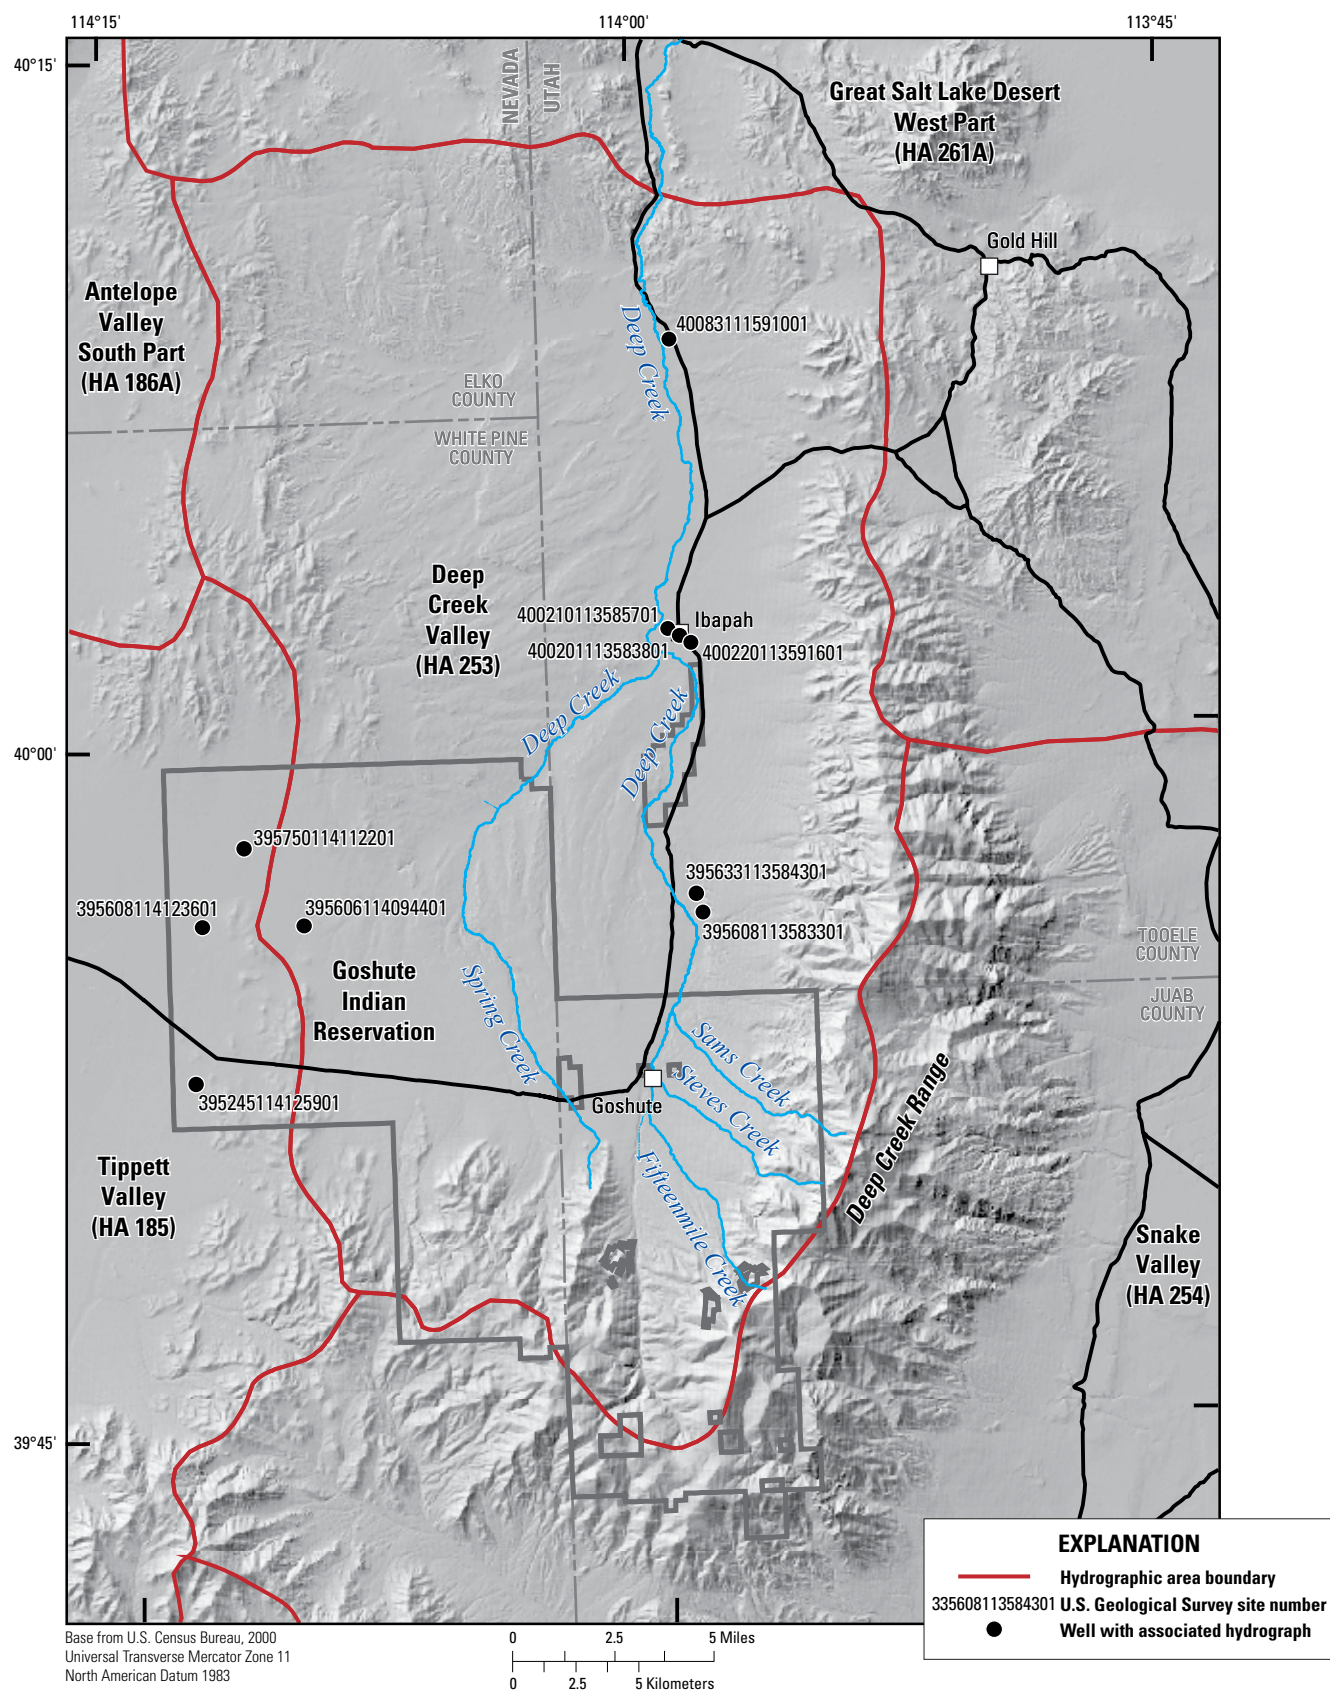 114°15'
114°00'
113°45'
40°15'
NEVADA
UTAH
Great Salt Lake Desert
West Part
(HA 261A)
Gold Hill
Antelope
Valley
South Part
(HA 186A)
Deep Creek
40083111591001
ELKO
COUNTY
WHITE PINE
COUNTY
Deep
Creek
Valley
(HA 253)
400210113585701
Ibapah
400201113583801
400220113591601
Deep Creek
Deep Creek
40°00'
395750114112201
395633113584301
395608114123601
395606114094401
395608113583301
TOOELE
COUNTY
JUAB
COUNTY
Goshute
Indian
Reservation
Spring Creek
Sams Creek
Steves Creek
Goshute
395245114125901
Deep Creek Range
Fifteenmile Creek
Tippett
Valley
(HA 185)
Snake
Valley
(HA 254)
39°45'
EXPLANATION
Hydrographic area boundary
335608113584301 U.S. Geological Survey site number
Well with associated hydrograph
Base from U.S. Census Bureau, 2000
Universal Transverse Mercator Zone 11
North American Datum 1983
0 2.5 5 Miles
0 2.5 5 Kilometers